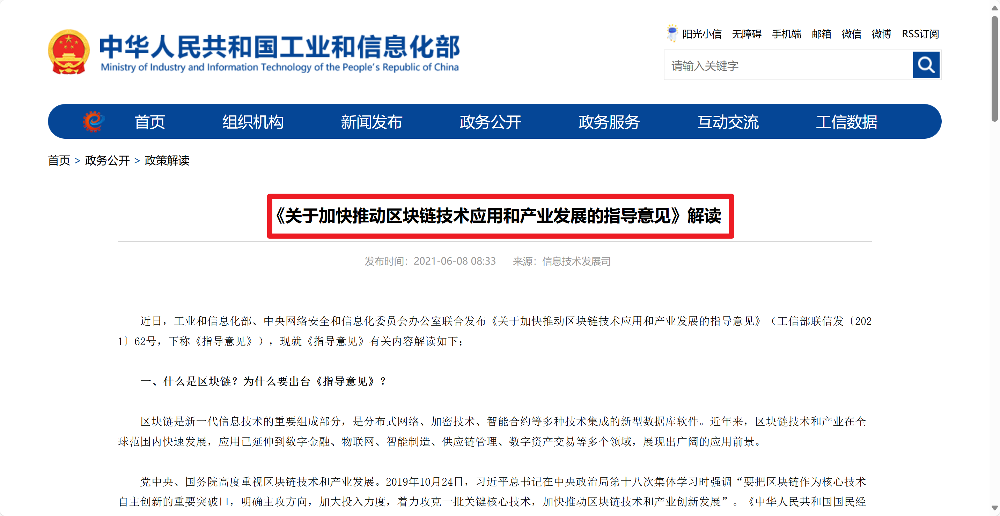 中华人民共和国工业和信息化部
Ministry of Industry and Information Technology of the People's Republic of China
阳光小信 无障碍 手机端 邮箱 微信 微博 RSS订阅
请输入关键字
首页 组织机构 新闻发布 政务公开 政务服务 互动交流 工信数据
首页 > 政务公开 > 政策解读
《关于加快推动区块链技术应用和产业发展的指导意见》解读
发布时间：2021-06-08 08:33 来源：信息技术发展司
近日，工业和信息化部、中央网络安全和信息化委员会办公室联合发布《关于加快推动区块链技术应用和产业发展的指导意见》（工信部联信发〔202
1〕62号，下称《指导意见》），现就《指导意见》有关内容解读如下：
一、什么是区块链？为什么要出台《指导意见》？
区块链是新一代信息技术的重要组成部分，是分布式网络、加密技术、智能合约等多种技术集成的新型数据库软件。近年来，区块链技术和产业在全
球范围内快速发展，应用已延伸到数字金融、物联网、智能制造、供应链管理、数字资产交易等多个领域，展现出广阔的应用前景。
党中央、国务院高度重视区块链技术和产业发展。2019年10月24日，习近平总书记在中央政治局第十八次集体学习时强调“要把区块链作为核心技术
自主创新的重要突破口，明确主攻方向，加大投入力度，着力攻克一批关键核心技术，加快推动区块链技术和产业创新发展”。《中华人民共和国国民经